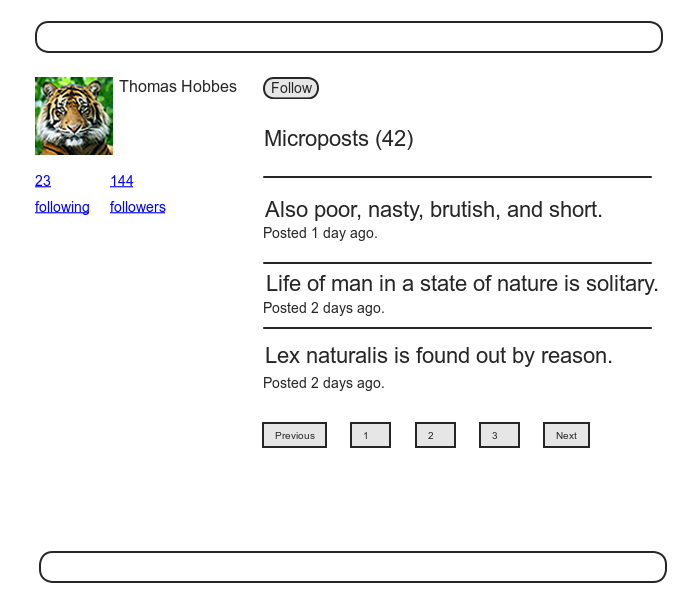 Thomas Hobbes
23 144
following followers
Follow
Microposts (42)
Also poor, nasty, brutish, and short.
Posted 1 day ago.
Life of man in a state of nature is solitary.
Posted 2 days ago.
Lex naturalis is found out by reason.
Posted 2 days ago.
Previous 1 2 3 Next